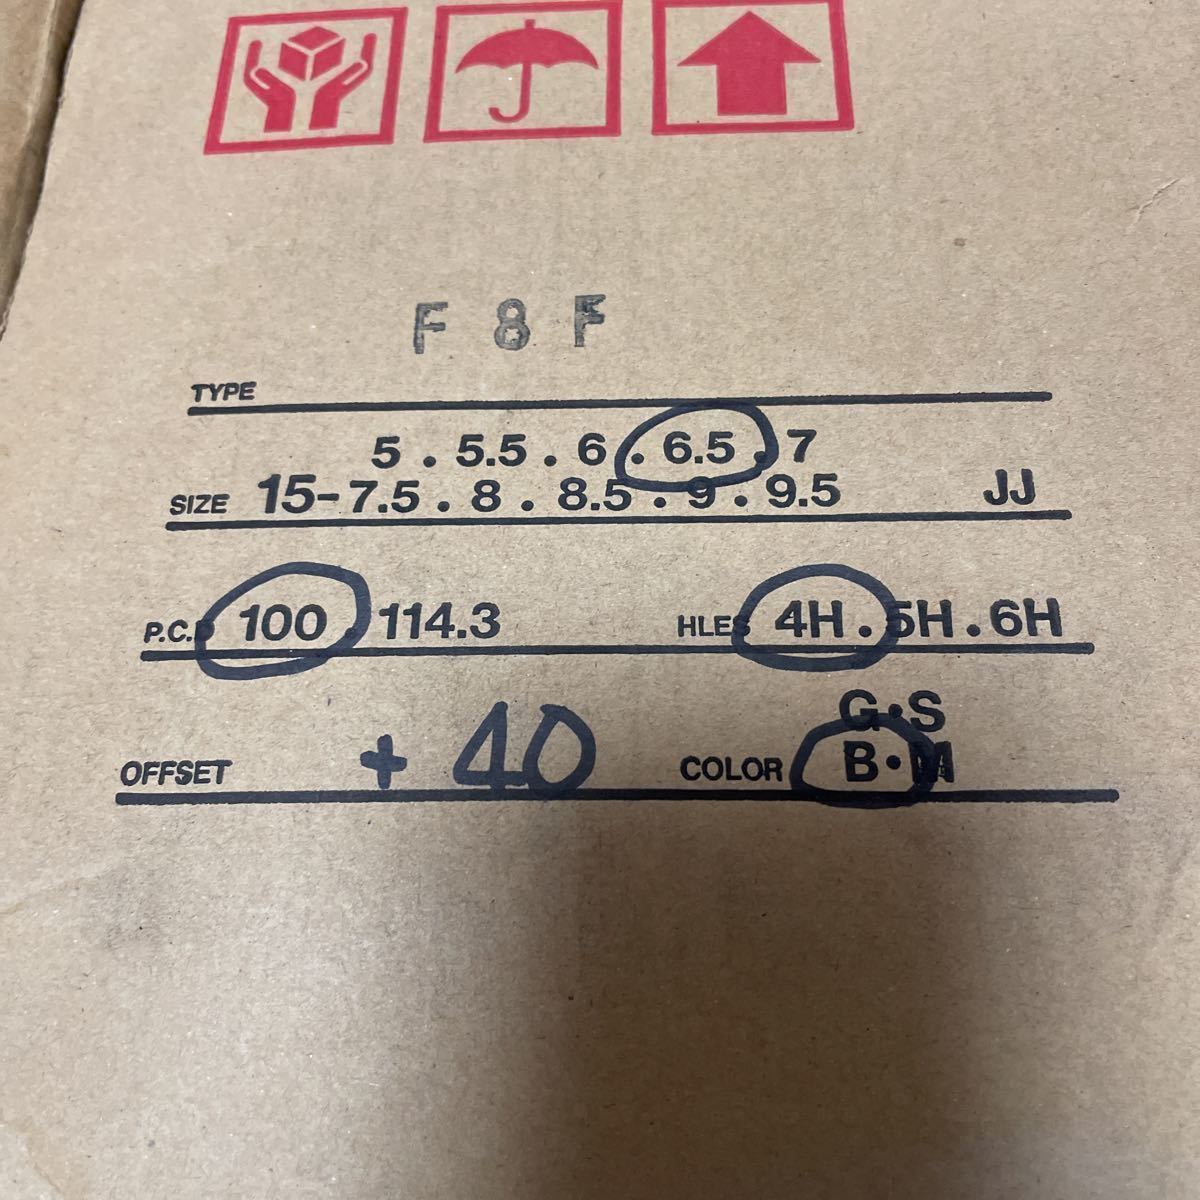 F 8 F
TYPE
5 . 5.5 . 6 . 6.5 . 7
SIZE 15-7.5 . 8 . 8.5 . 9 . 9.5 JJ
P.C.D 100 . 114.3 HLES 4H . 5H . 6H
G・S
OFFSET + 40 COLOR B・M